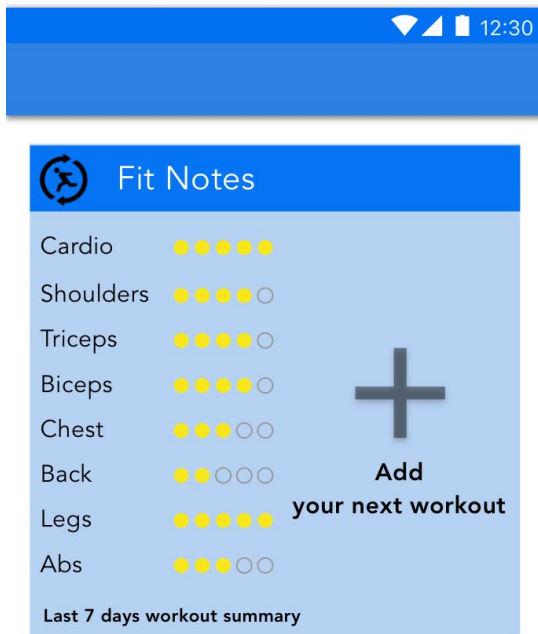 12:30
Fit Notes
Cardio
Shoulders
Triceps
Biceps
Chest
Back
Legs
Abs
Add
your next workout
Last 7 days workout summary